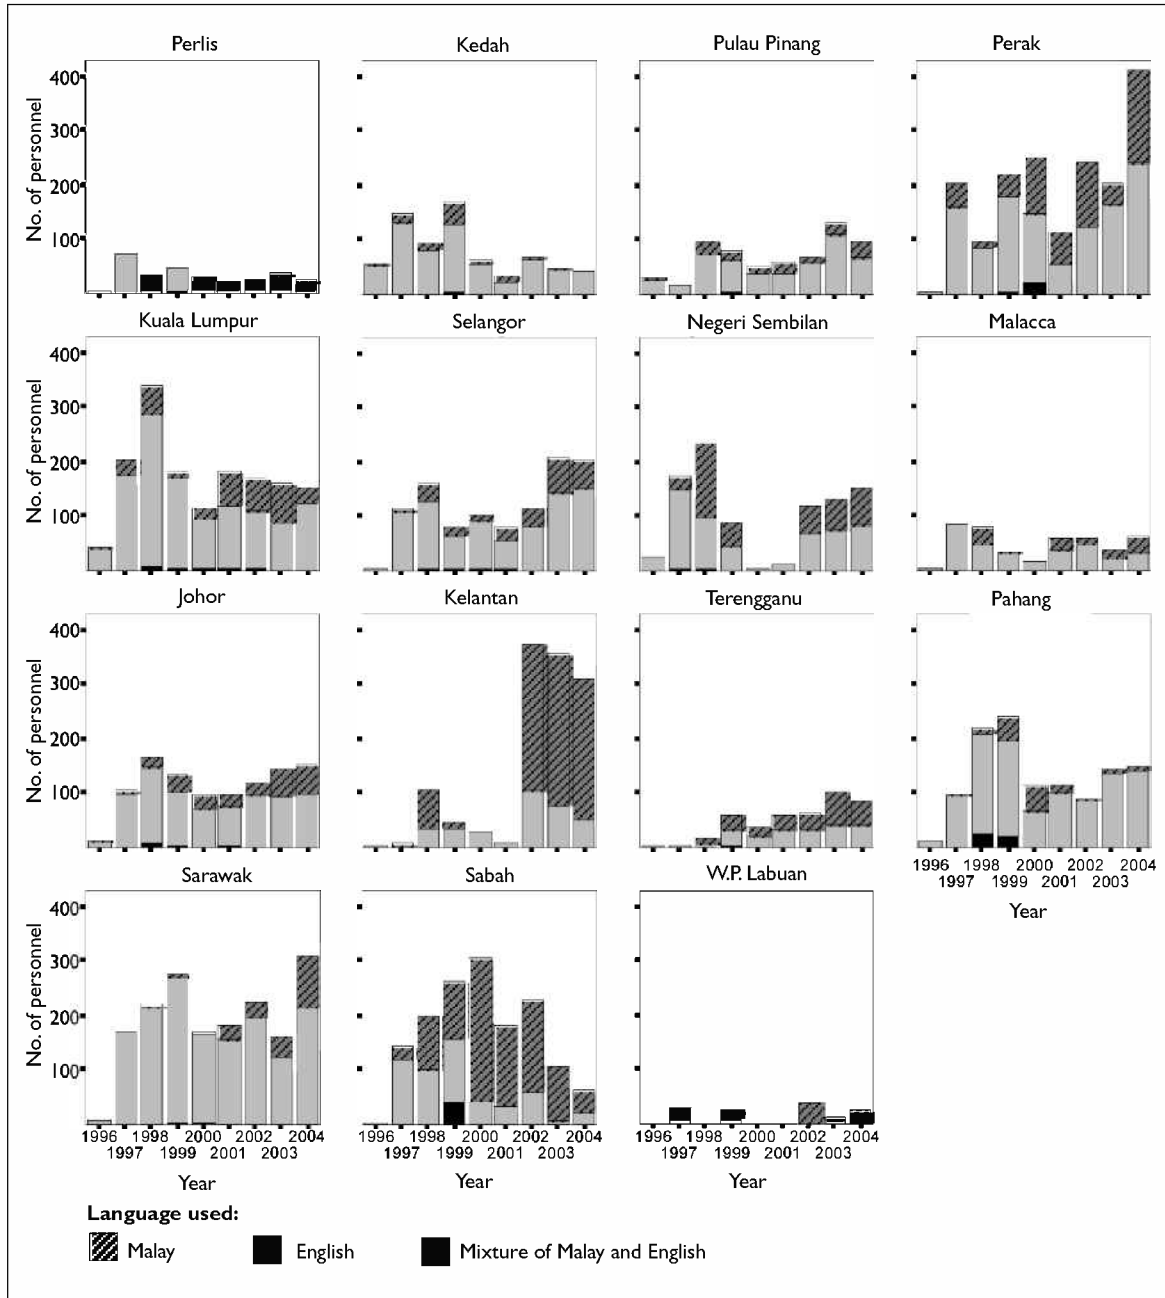 Perlis Kedah Pulau Pinang Perak
No. of personnel
400
300
200
100
Kuala Lumpur Selangor Negeri Sembilan Malacca
No. of personnel
400
300
200
100
Johor Kelantan Terengganu Pahang
No. of personnel
400
300
200
100
1996 1998 2000 2002 2004
1997 1999 2001 2003
Year
Sarawak Sabah W.P. Labuan
No. of personnel
400
300
200
100
1996 1998 2000 2002 2004 1996 1998 2000 2002 2004 1996 1998 2000 2002 2004
1997 1999 2001 2003 1997 1999 2001 2003 1997 1999 2001 2003
Year Year Year
Language used:
Malay English Mixture of Malay and English